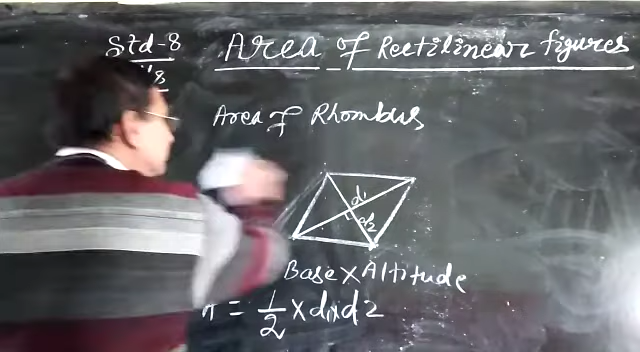 Std-8
Area of Rectilinear figures
Area of Rhombus
d1
d2
Base x Altitude
= 1/2 x d1 x d2